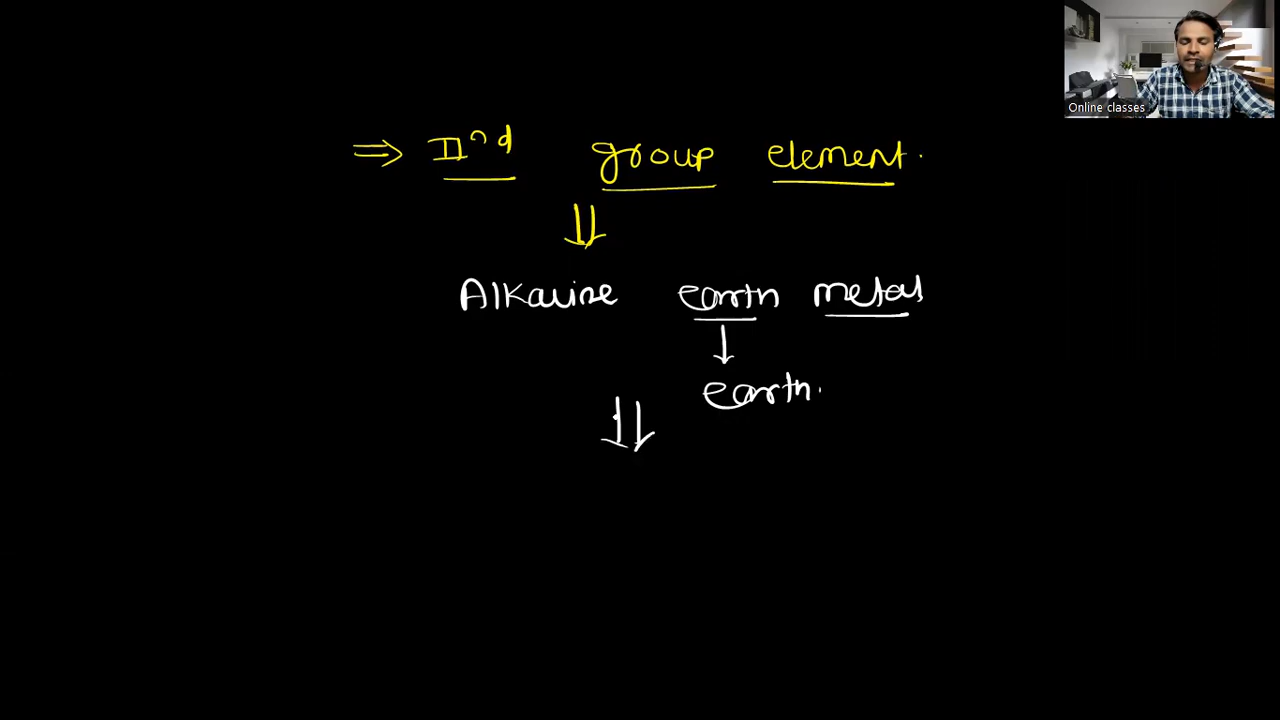 Online classes
⇒ IInd group element.
Alkaline earth metal
earth.